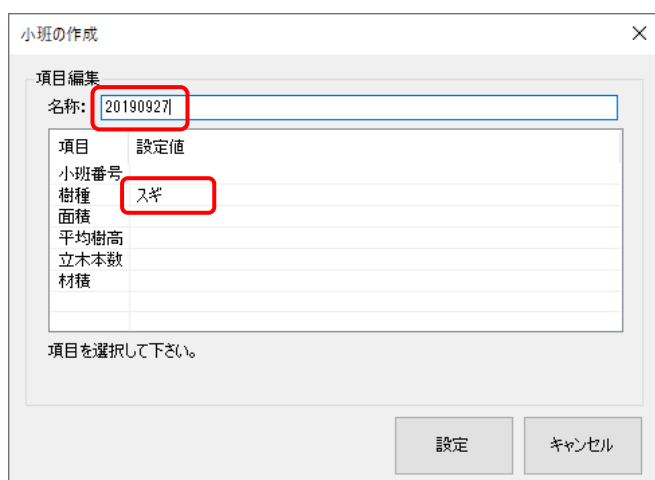 小班の作成
項目編集
名称: 20190927
項目 設定値
小班番号
樹種 スギ
面積
平均樹高
立木本数
材積
項目を選択して下さい。
設定 キャンセル